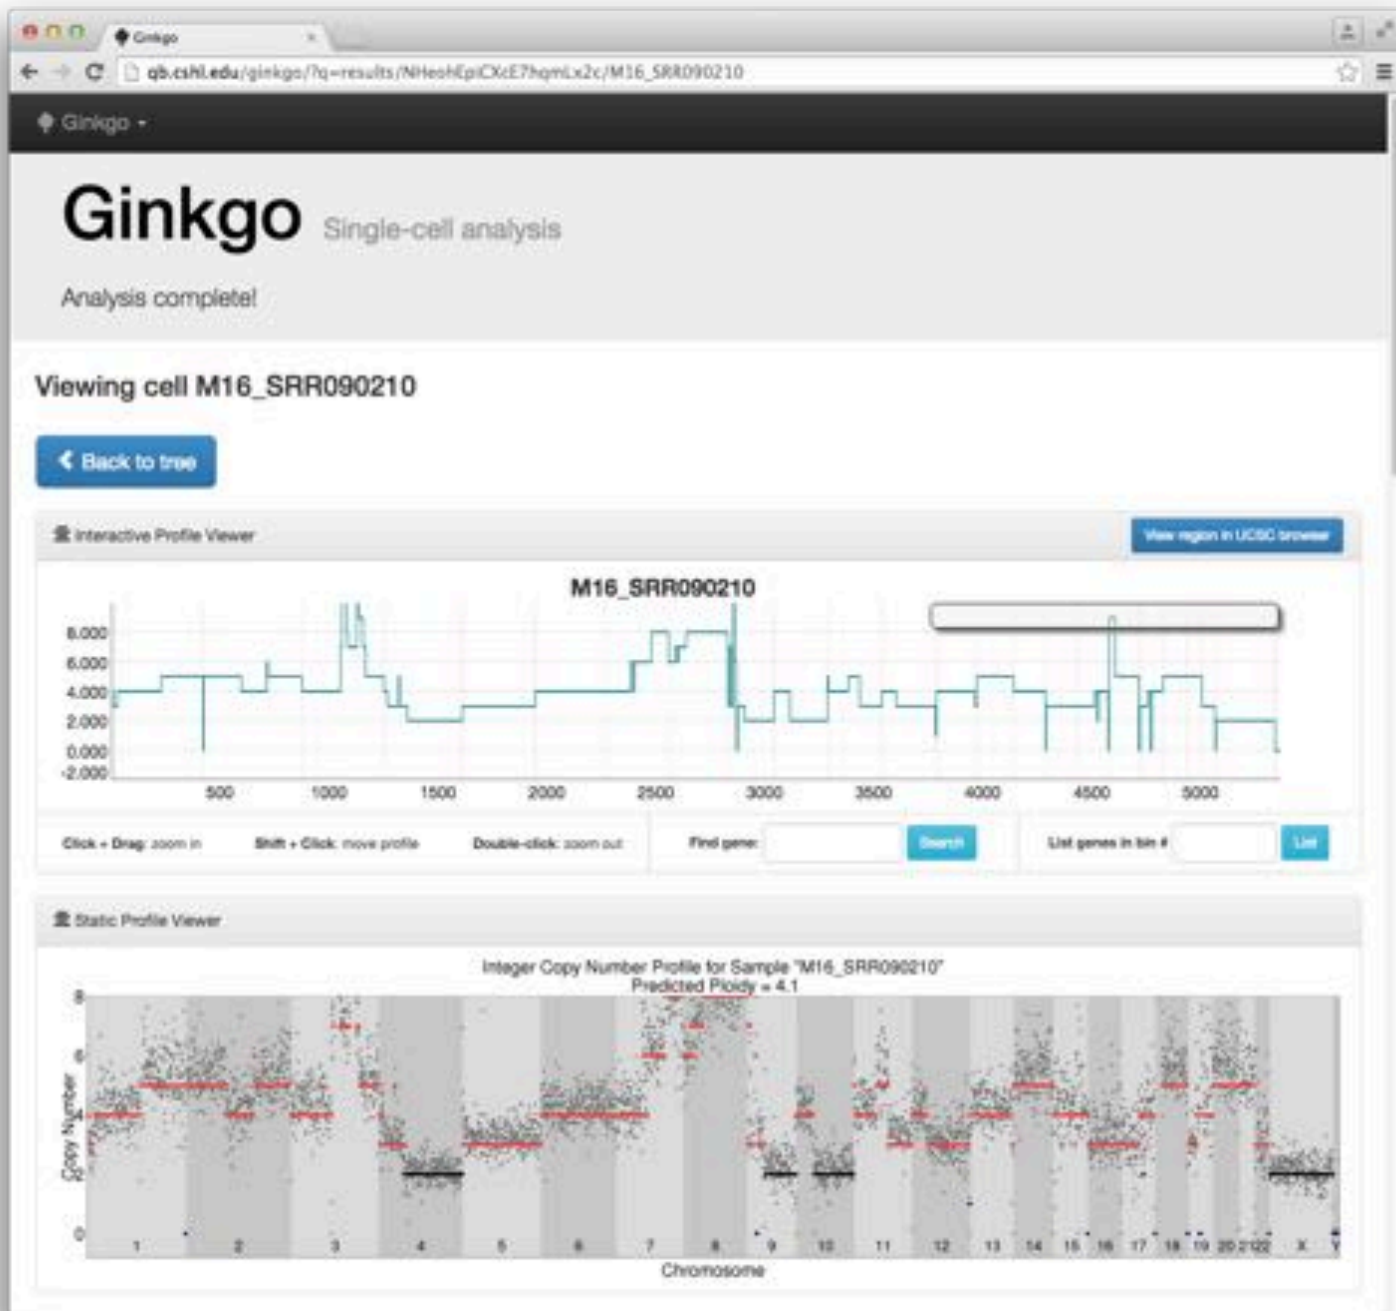 Ginkgo
qb.cshl.edu/ginkgo/?q=results/NHeohEpiCXcE7hqmLx2c/M16_SRR090210
Ginkgo
Ginkgo Single-cell analysis
Analysis complete!
Viewing cell M16_SRR090210
Back to tree
Interactive Profile Viewer View region in UCSC browser
M16_SRR090210
8.000
6.000
4.000
2.000
0.000
-2.000
500 1000 1500 2000 2500 3000 3500 4000 4500 5000
Click + Drag: zoom in Shift + Click: move profile Double-click: zoom out Find gene: Search List genes in bin # List
Static Profile Viewer
Integer Copy Number Profile for Sample "M16_SRR090210"
Predicted Ploidy = 4.1
Copy Number
8
6
4
2
0
1 2 3 4 5 6 7 8 9 10 11 12 13 14 15 16 17 18 19 20 21 22 X Y
Chromosome